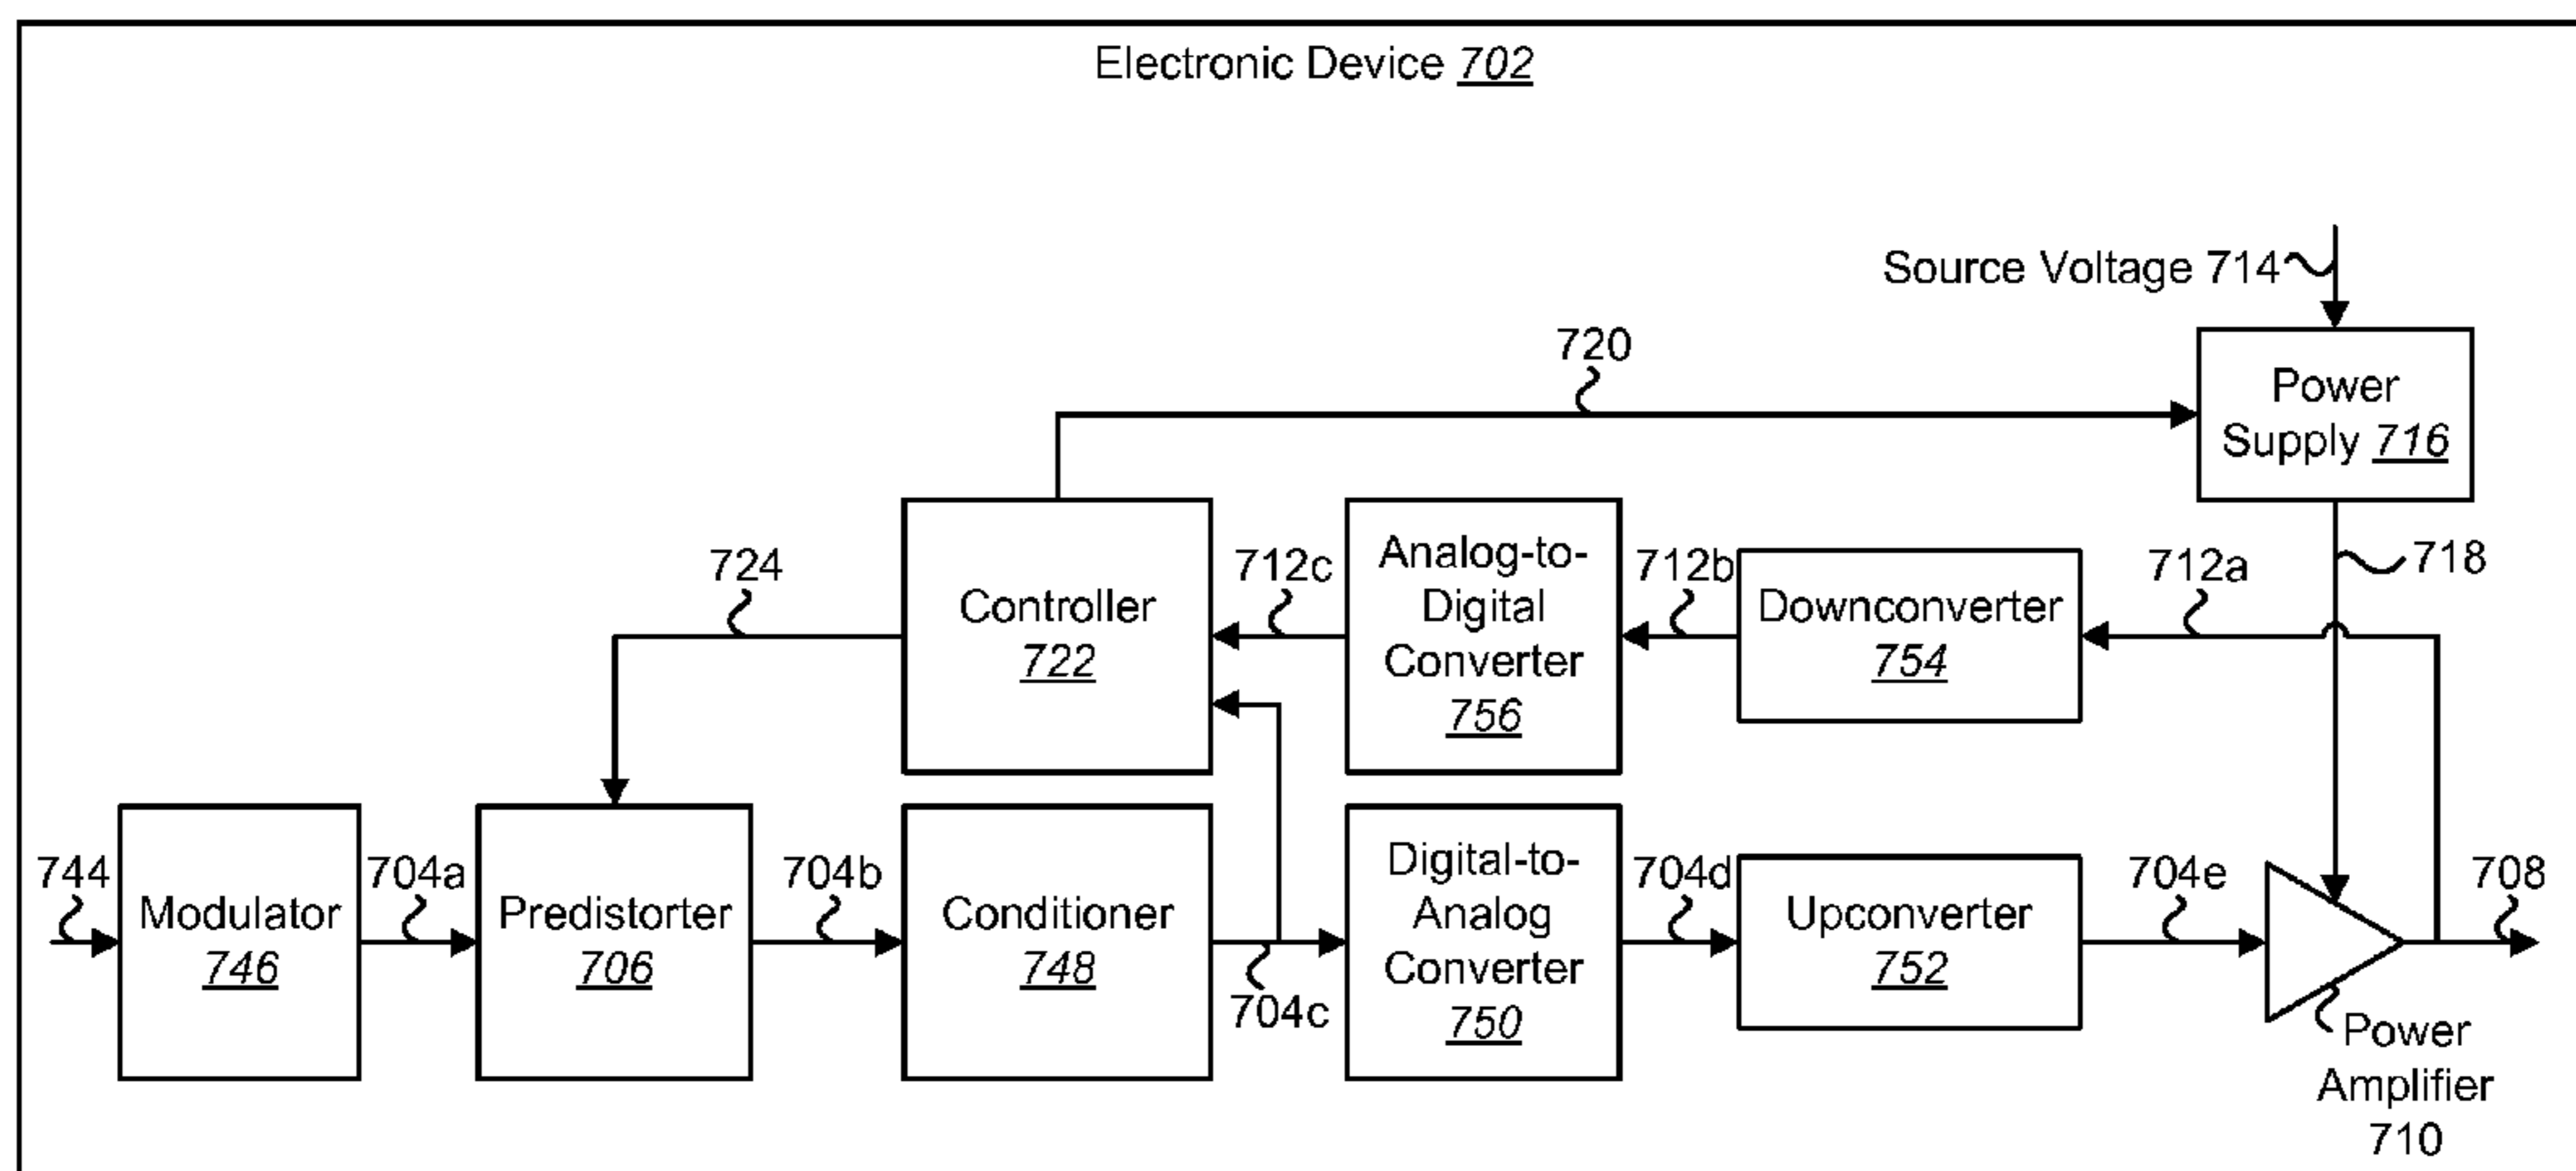 Electronic Device 702
Source Voltage 714
720
Power
Supply 716
718
724
Controller
722
712c
Analog-to-
Digital
Converter
756
712b
Downconverter
754
712a
744
Modulator
746
704a
Predistorter
706
704b
Conditioner
748
704c
Digital-to-
Analog
Converter
750
704d
Upconverter
752
704e
708
Power
Amplifier
710